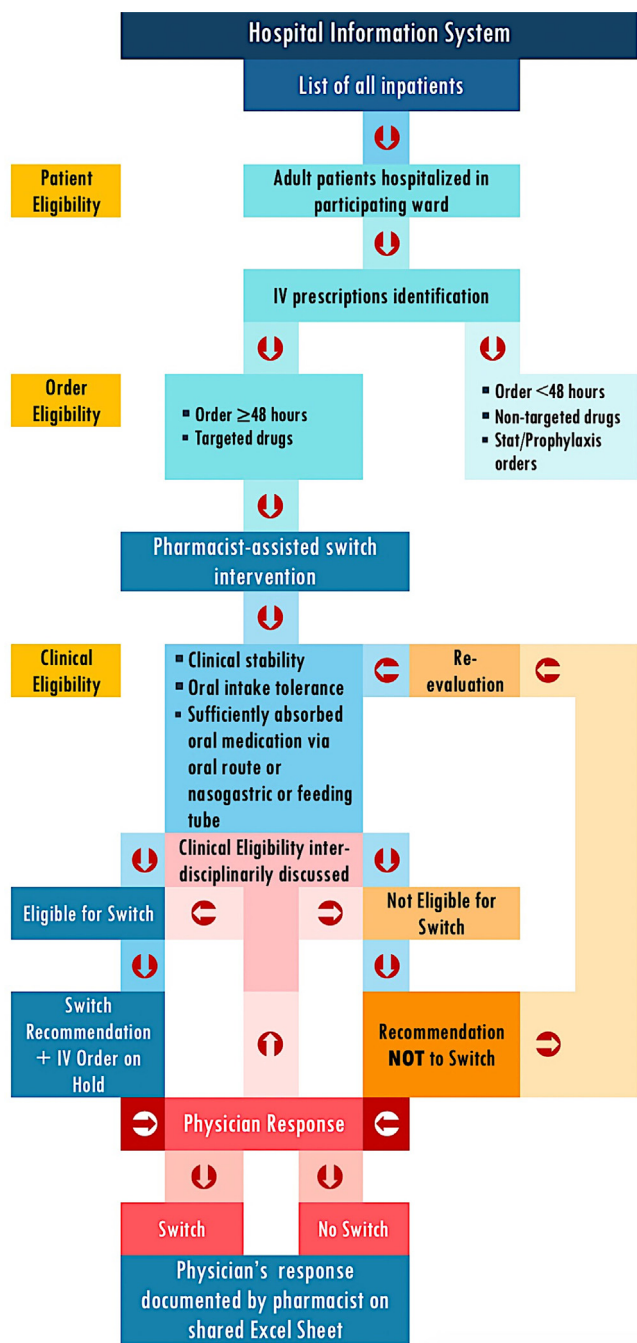 Hospital Information System
List of all inpatients
Patient
Eligibility
Adult patients hospitalized in
participating ward
IV prescriptions identification
Order
Eligibility
▪ Order ≥48 hours
▪ Targeted drugs
▪ Order <48 hours
▪ Non-targeted drugs
▪ Stat/Prophylaxis
orders
Pharmacist-assisted switch
intervention
Clinical
Eligibility
▪ Clinical stability
▪ Oral intake tolerance
▪ Sufficiently absorbed
oral medication via
oral route or
nasogastric or feeding
tube
Re-
evaluation
Clinical Eligibility inter-
disciplinarily discussed
Eligible for Switch
Not Eligible for
Switch
Switch
Recommendation
+ IV Order on
Hold
Recommendation
NOT to Switch
Physician Response
Switch
No Switch
Physician's response
documented by pharmacist on
shared Excel Sheet